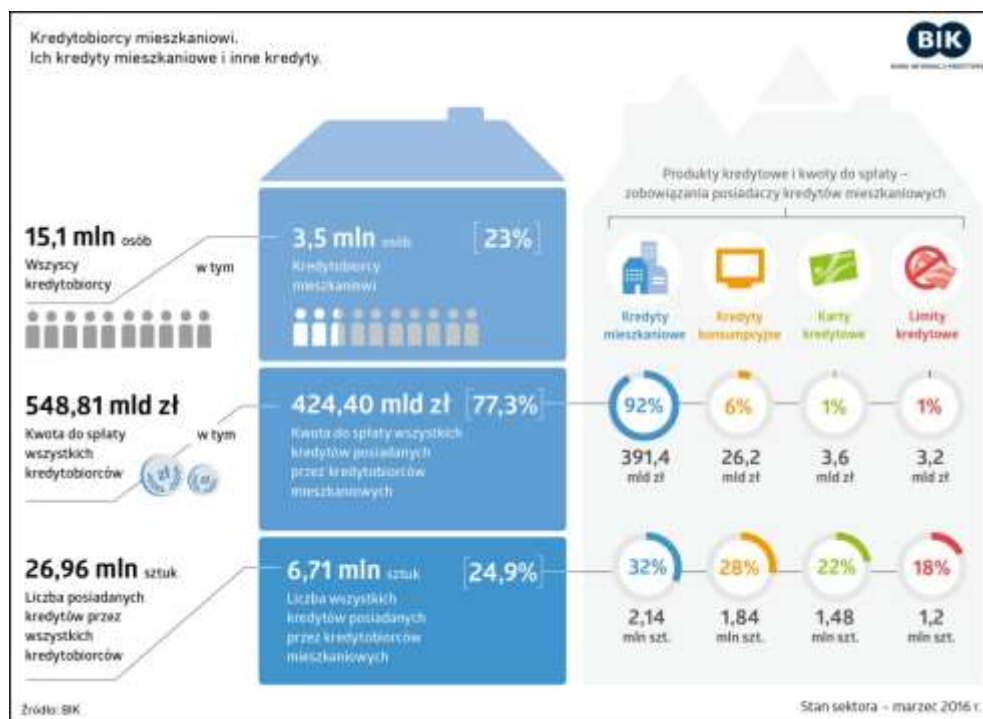 Kredytobiorcy mieszkaniowi.
Ich kredyty mieszkaniowe i inne kredyty.
BIK
Produkty kredytowe i kwoty do spłaty –
zobowiązania posiadaczy kredytów mieszkaniowych
15,1 mln osób
Wszyscy
kredytobiorcy
w tym
3,5 mln osób
[23%]
Kredytobiorcy
mieszkaniowi
Kredyty
mieszkaniowe
Kredyty
konsumpcyjne
Karty
kredytowe
Limity
kredytowe
548,81 mld zł
Kwota do spłaty
wszystkich
kredytobiorców
w tym
zł
424,40 mld zł
[77,3%]
Kwota do spłaty wszystkich
kredytów posiadanych
przez kredytobiorców
mieszkaniowych
92%
6%
1%
1%
391,4
mld zł
26,2
mld zł
3,6
mld zł
3,2
mld zł
26,96 mln sztuk
Liczba posiadanych
kredytów przez
wszystkich
kredytobiorców
6,71 mln sztuk
[24,9%]
Liczba wszystkich
kredytów posiadanych
przez kredytobiorców
mieszkaniowych
32%
28%
22%
18%
2,14
mln szt.
1,84
mln szt.
1,48
mln szt.
1,2
mln szt.
Źródło: BIK
Stan sektora – marzec 2016 r.